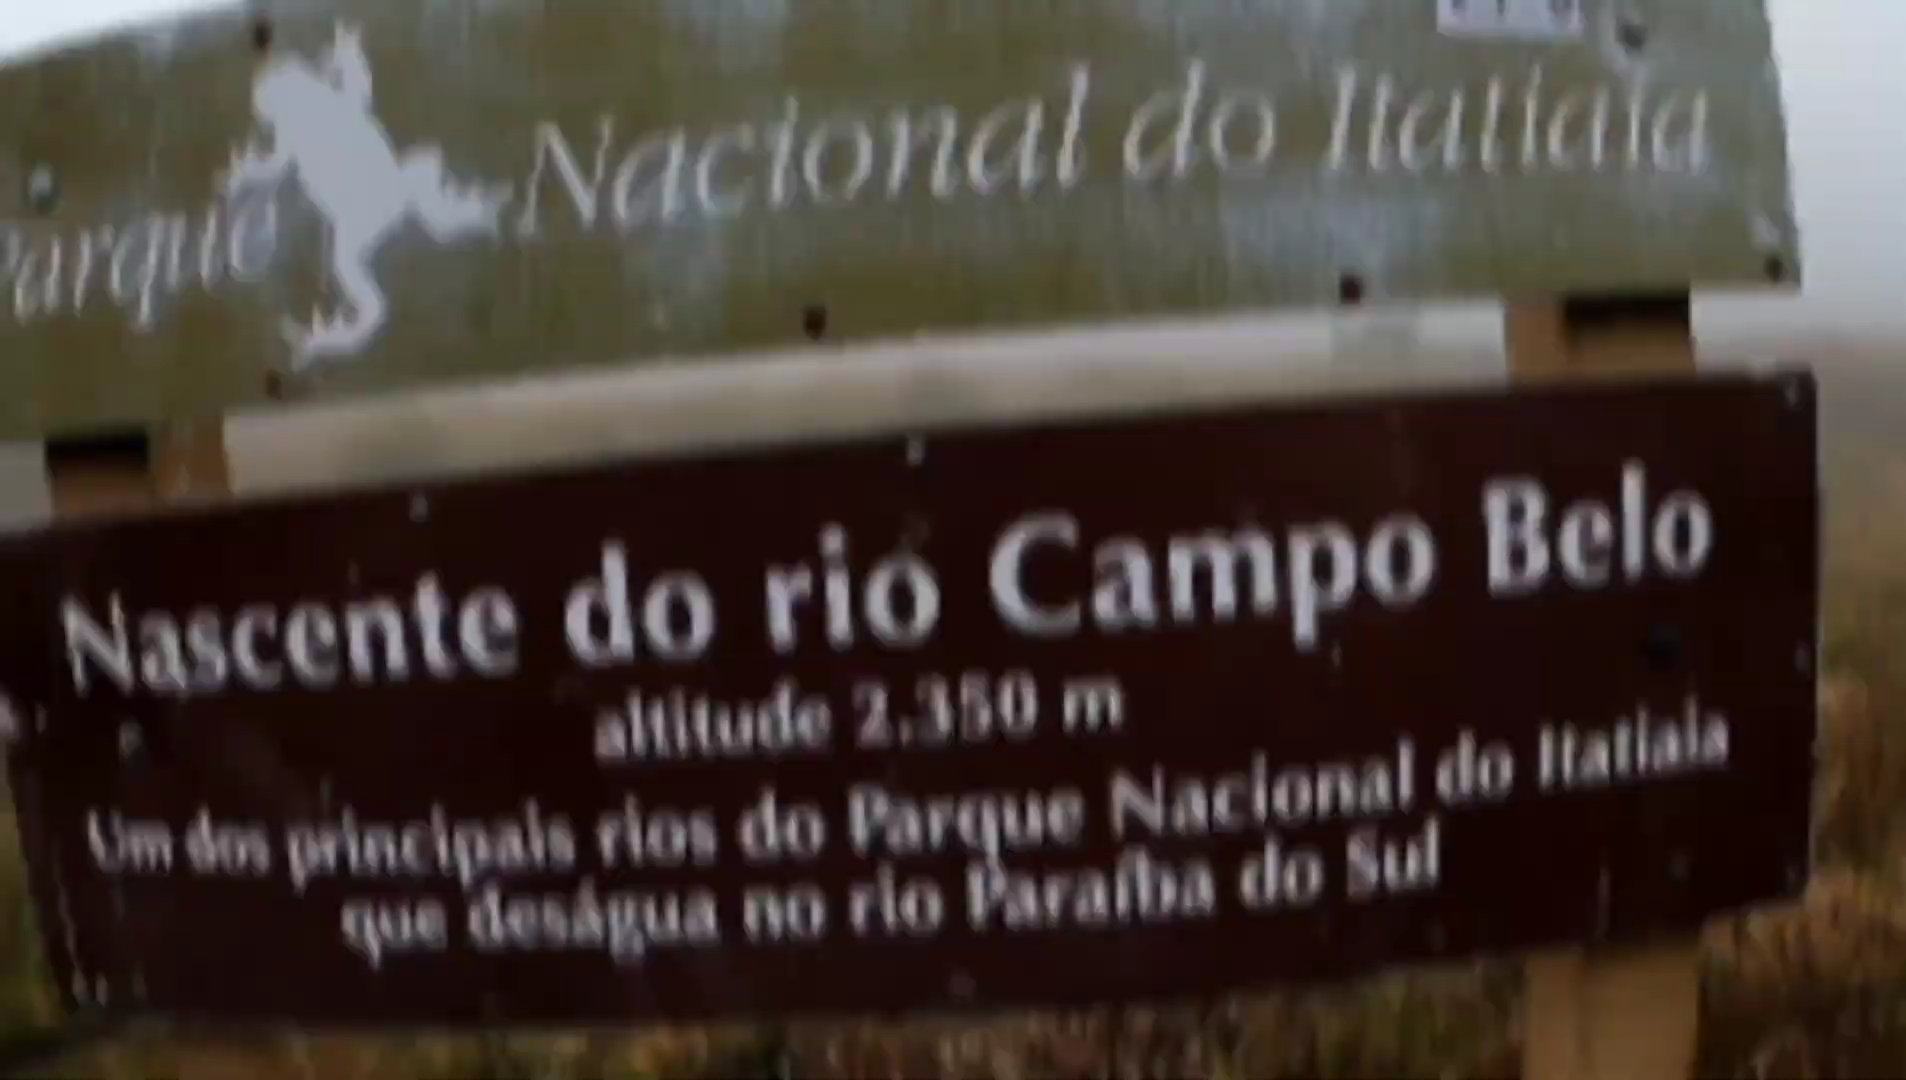 Parque Nacional do Itatiaia
Nascente do rio Campo Belo
altitude 2.350 m
Um dos principais rios do Parque Nacional do Itatiaia
que deságua no rio Paraíba do Sul